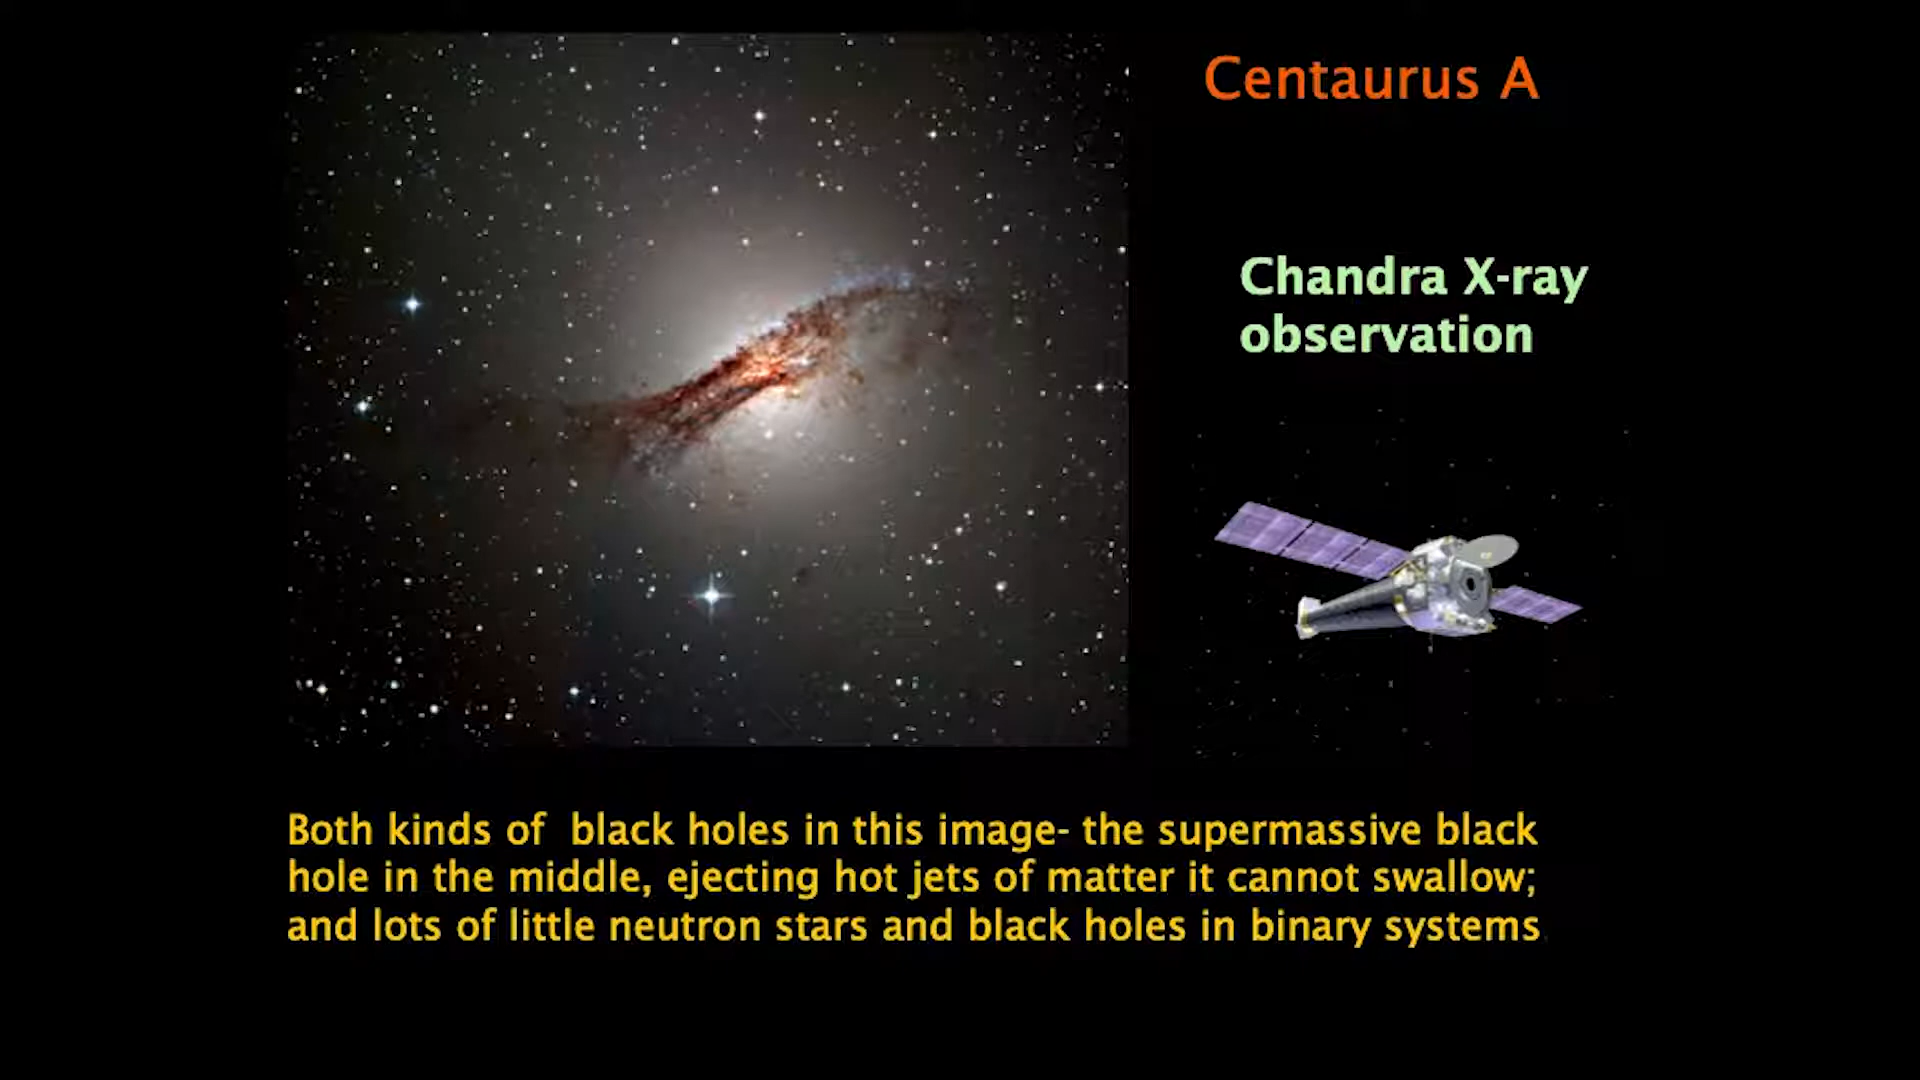 Centaurus A
Chandra X-ray
observation
Both kinds of  black holes in this image- the supermassive black
hole in the middle, ejecting hot jets of matter it cannot swallow;
and lots of little neutron stars and black holes in binary systems